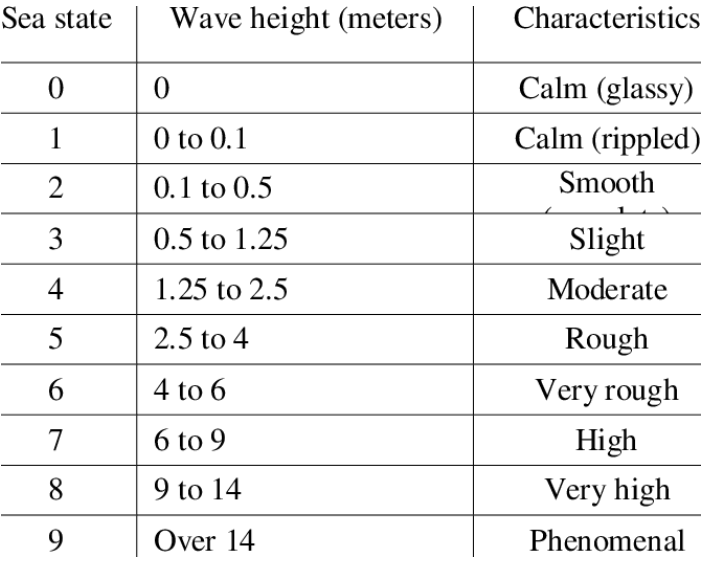 Sea state Wave height (meters) Characteristics
0 0 Calm (glassy)
1 0 to 0.1 Calm (rippled)
2 0.1 to 0.5 Smooth
3 0.5 to 1.25 Slight
4 1.25 to 2.5 Moderate
5 2.5 to 4 Rough
6 4 to 6 Very rough
7 6 to 9 High
8 9 to 14 Very high
9 Over 14 Phenomenal